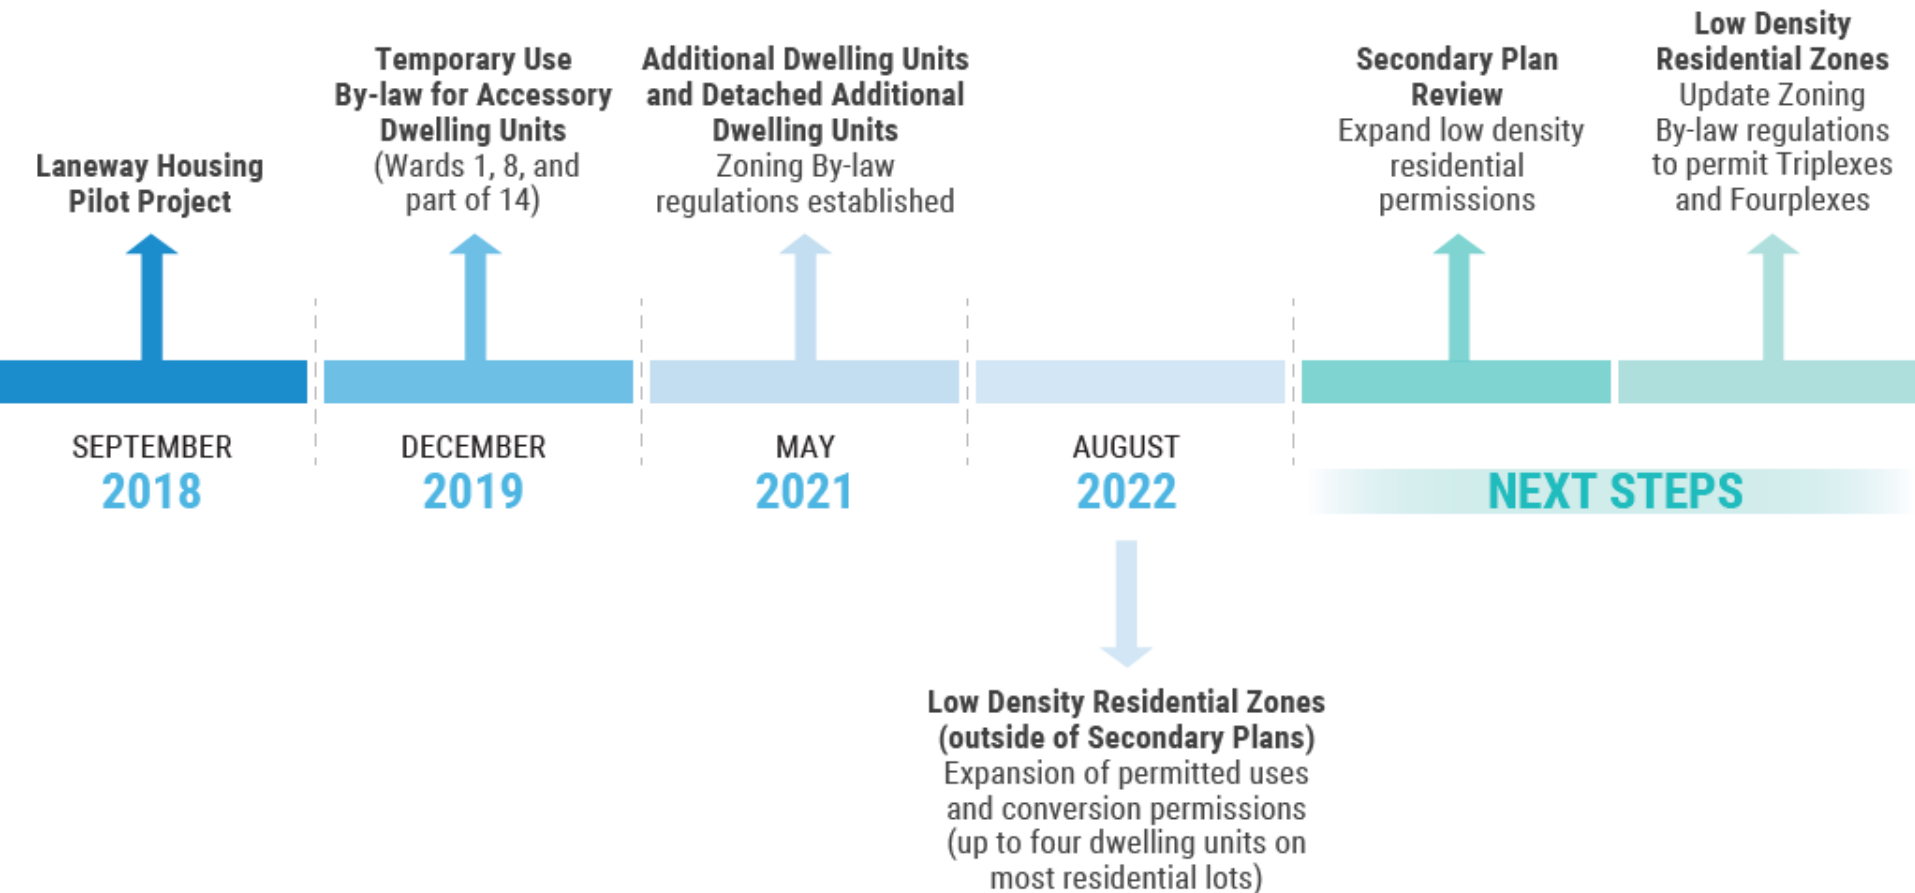 Laneway Housing
Pilot Project
Temporary Use
By-law for Accessory
Dwelling Units
(Wards 1, 8, and
part of 14)
Additional Dwelling Units
and Detached Additional
Dwelling Units
Zoning By-law
regulations established
Secondary Plan
Review
Expand low density
residential
permissions
Low Density
Residential Zones
Update Zoning
By-law regulations
to permit Triplexes
and Fourplexes
SEPTEMBER
2018
DECEMBER
2019
MAY
2021
AUGUST
2022
NEXT STEPS
Low Density Residential Zones
(outside of Secondary Plans)
Expansion of permitted uses
and conversion permissions
(up to four dwelling units on
most residential lots)